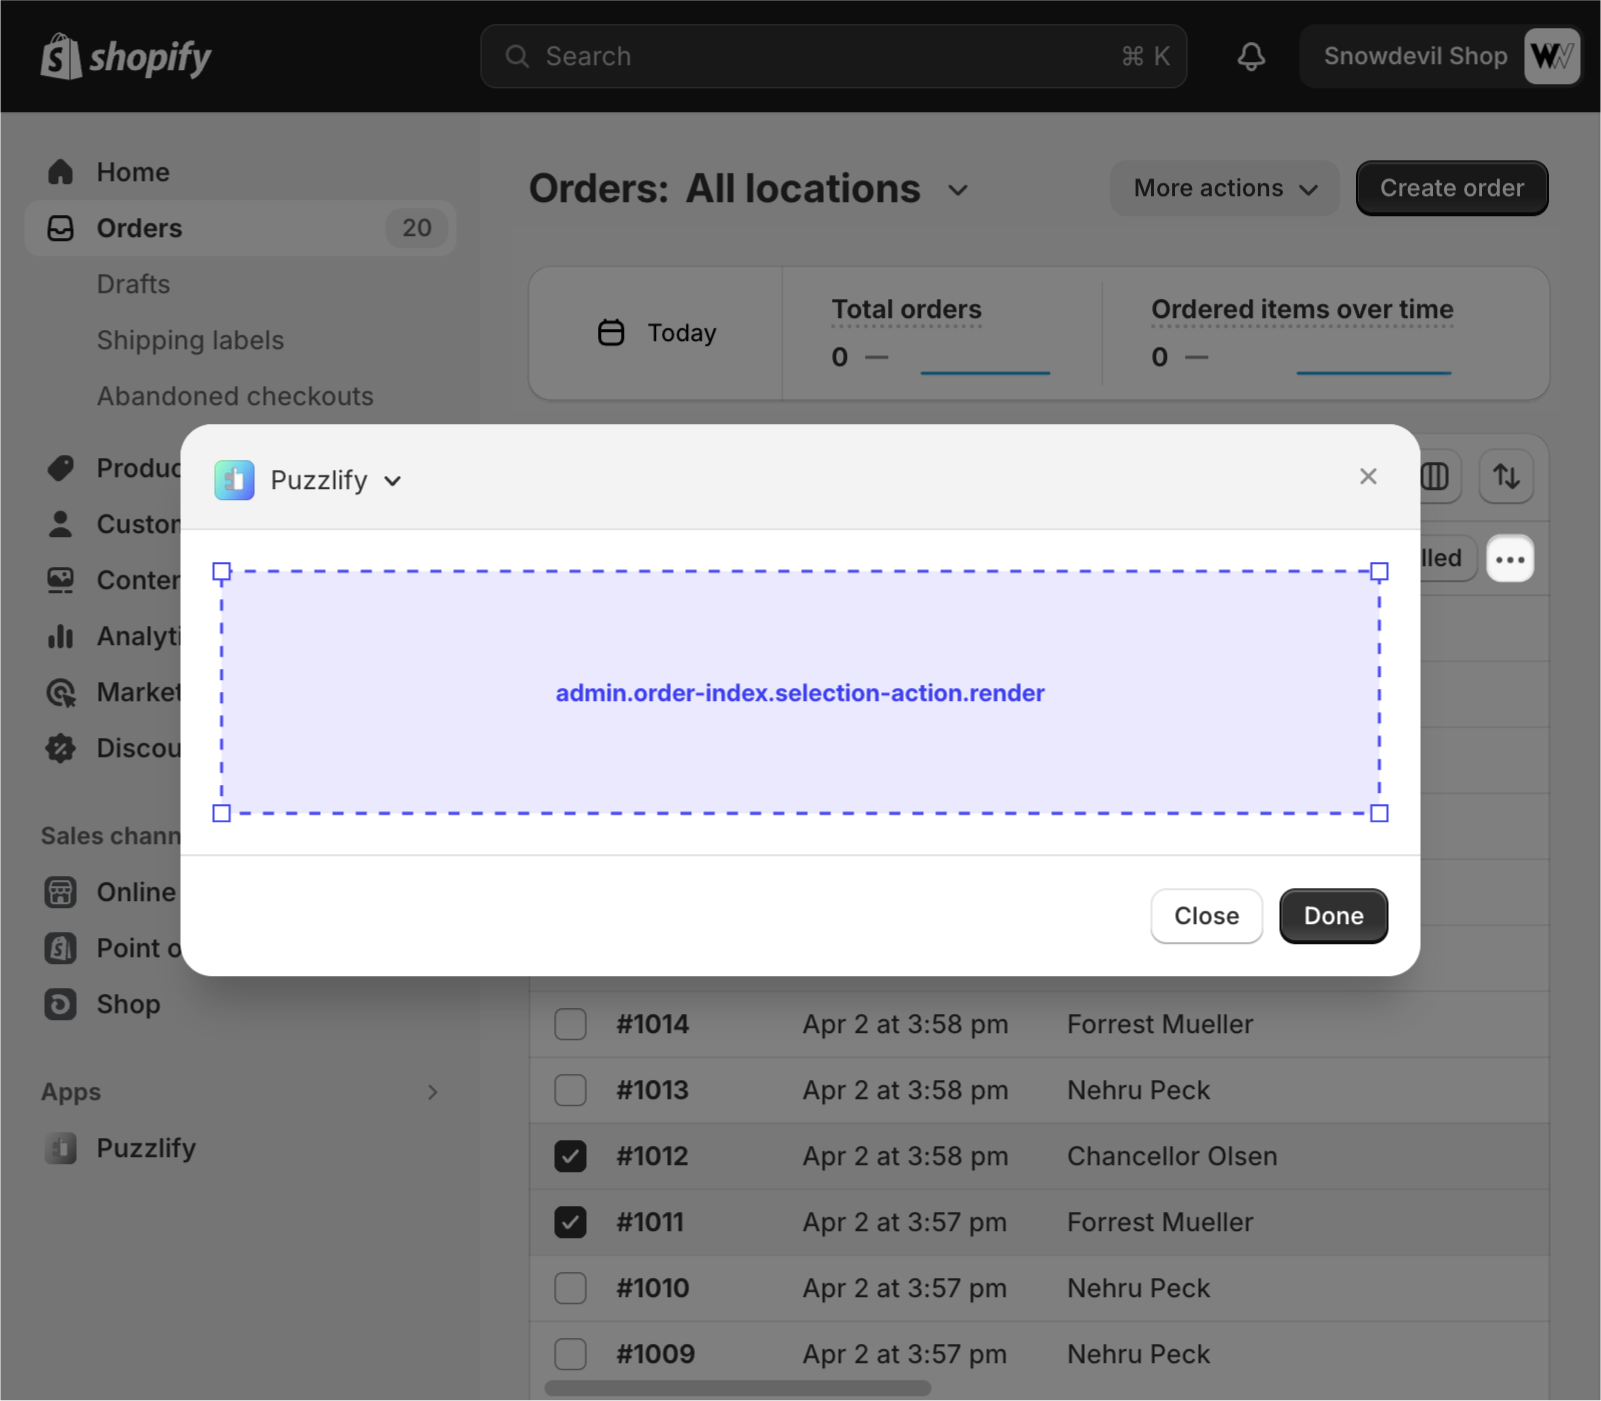 shopify
Search
⌘ K
Snowdevil Shop
Home
Orders
20
Drafts
Shipping labels
Abandoned checkouts
Produc
Custon
Conter
Analyti
Market
Discou
Sales chann
Online
Point o
Shop
Apps
Puzzlify
Orders: All locations
More actions
Create order
Today
Total orders
0 —
Ordered items over time
0 —
lled
Puzzlify
admin.order-index.selection-action.render
Close
Done
#1014 Apr 2 at 3:58 pm Forrest Mueller
#1013 Apr 2 at 3:58 pm Nehru Peck
#1012 Apr 2 at 3:58 pm Chancellor Olsen
#1011 Apr 2 at 3:57 pm Forrest Mueller
#1010 Apr 2 at 3:57 pm Nehru Peck
#1009 Apr 2 at 3:57 pm Nehru Peck